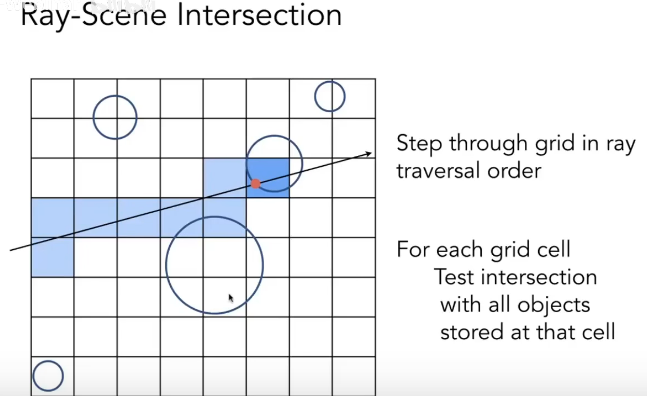 Ray-Scene Intersection
Step through grid in ray
traversal order
For each grid cell
Test intersection
with all objects
stored at that cell